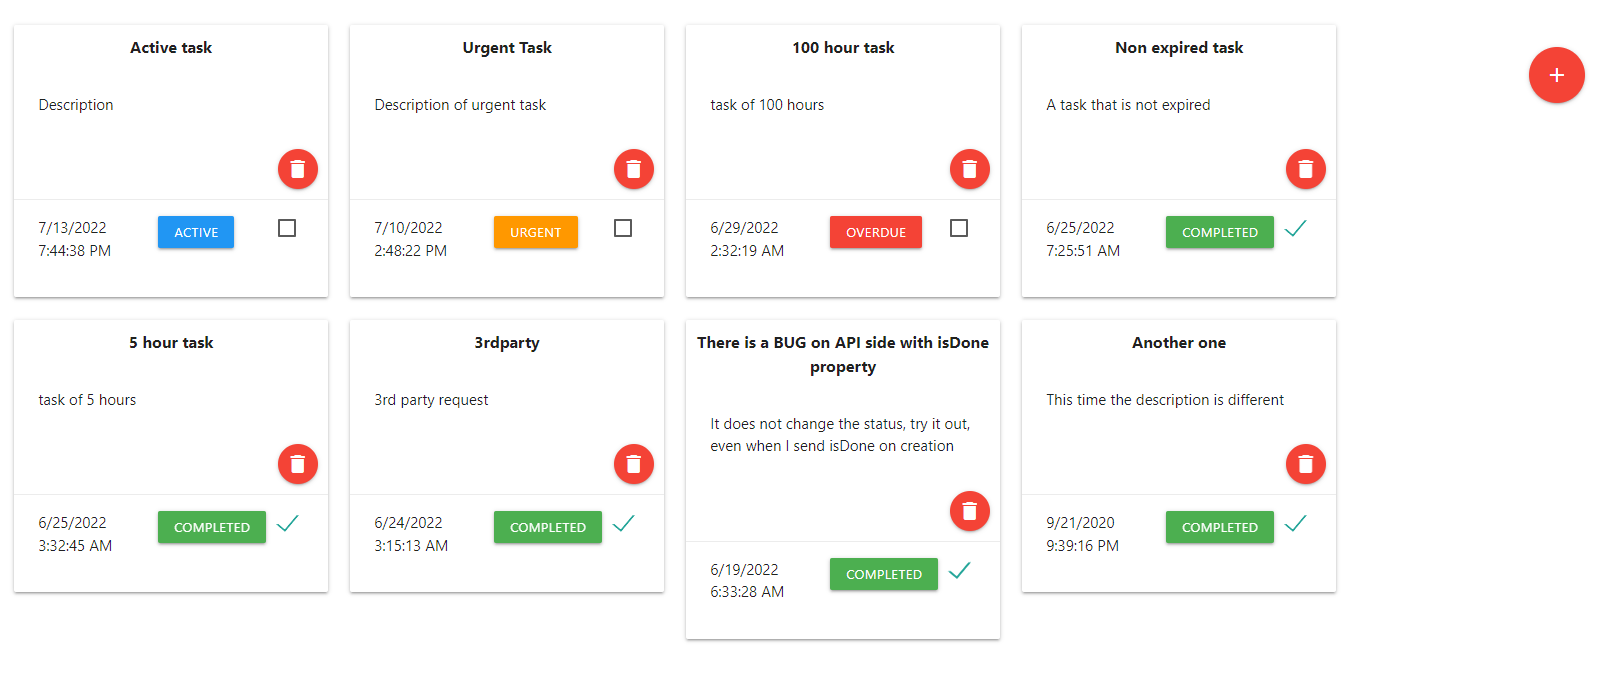 Active task
Description
7/13/2022
7:44:38 PM
ACTIVE
Urgent Task
Description of urgent task
7/10/2022
2:48:22 PM
URGENT
100 hour task
task of 100 hours
6/29/2022
2:32:19 AM
OVERDUE
Non expired task
A task that is not expired
6/25/2022
7:25:51 AM
COMPLETED
5 hour task
task of 5 hours
6/25/2022
3:32:45 AM
COMPLETED
3rdparty
3rd party request
6/24/2022
3:15:13 AM
COMPLETED
There is a BUG on API side with isDone
property
It does not change the status, try it out,
even when I send isDone on creation
6/19/2022
6:33:28 AM
COMPLETED
Another one
This time the description is different
9/21/2020
9:39:16 PM
COMPLETED